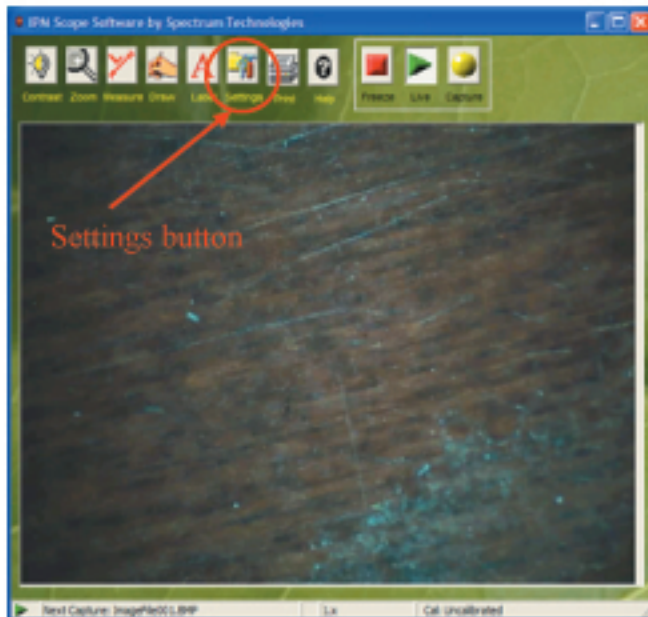 IPM Scope Software by Spectrum Technologies
Contrast Zoom Measure Draw Label Settings Print Help Freeze Live Capture
Settings button
Next Capture: ImageFile001.BMP 1.x Cal: Uncalibrated